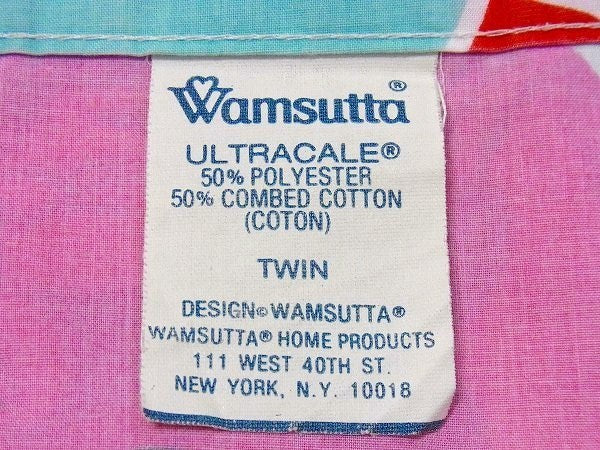 Wamsutta®
ULTRACALE®
50% POLYESTER
50% COMBED COTTON
(COTON)
TWIN
DESIGN©WAMSUTTA®
WAMSUTTA® HOME PRODUCTS
111 WEST 40TH ST.
NEW YORK, N.Y. 10018